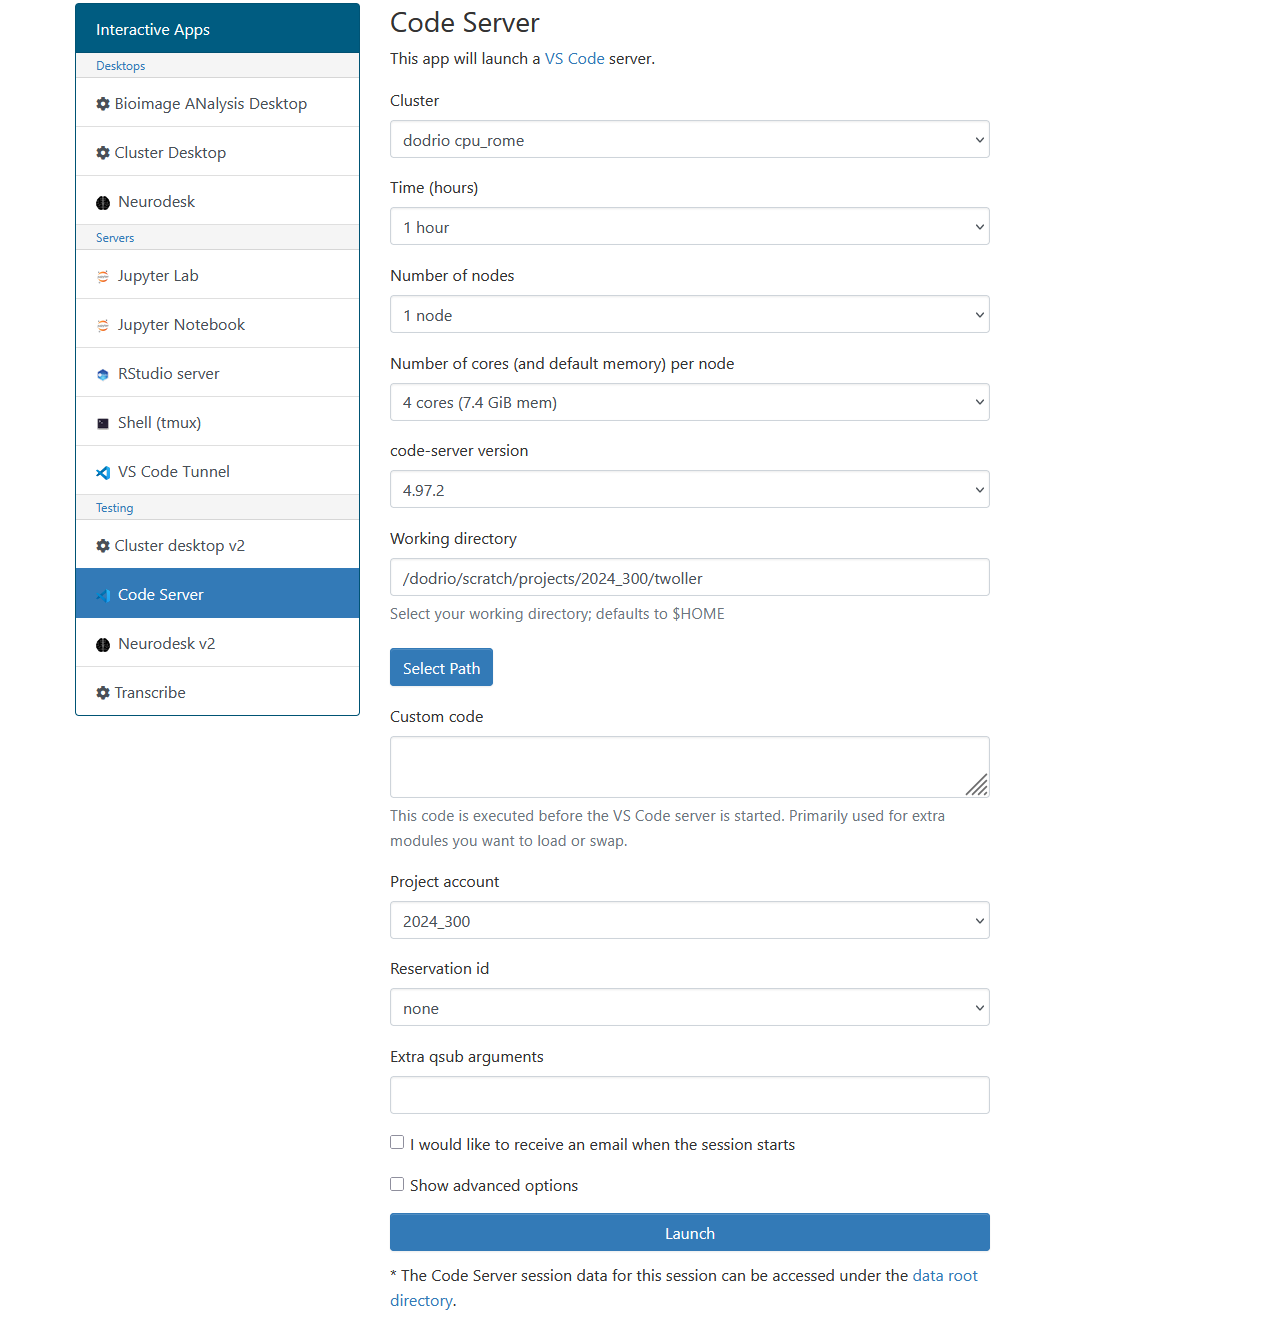 Interactive Apps
Desktops
Bioimage ANalysis Desktop
Cluster Desktop
Neurodesk
Servers
Jupyter Lab
Jupyter Notebook
RStudio server
Shell (tmux)
VS Code Tunnel
Testing
Cluster desktop v2
Code Server
Neurodesk v2
Transcribe
Code Server
This app will launch a VS Code server.
Cluster
dodrio cpu_rome
Time (hours)
1 hour
Number of nodes
1 node
Number of cores (and default memory) per node
4 cores (7.4 GiB mem)
code-server version
4.97.2
Working directory
/dodrio/scratch/projects/2024_300/twoller
Select your working directory; defaults to $HOME
Select Path
Custom code
This code is executed before the VS Code server is started. Primarily used for extra
modules you want to load or swap.
Project account
2024_300
Reservation id
none
Extra qsub arguments
I would like to receive an email when the session starts
Show advanced options
Launch
* The Code Server session data for this session can be accessed under the data root
directory.